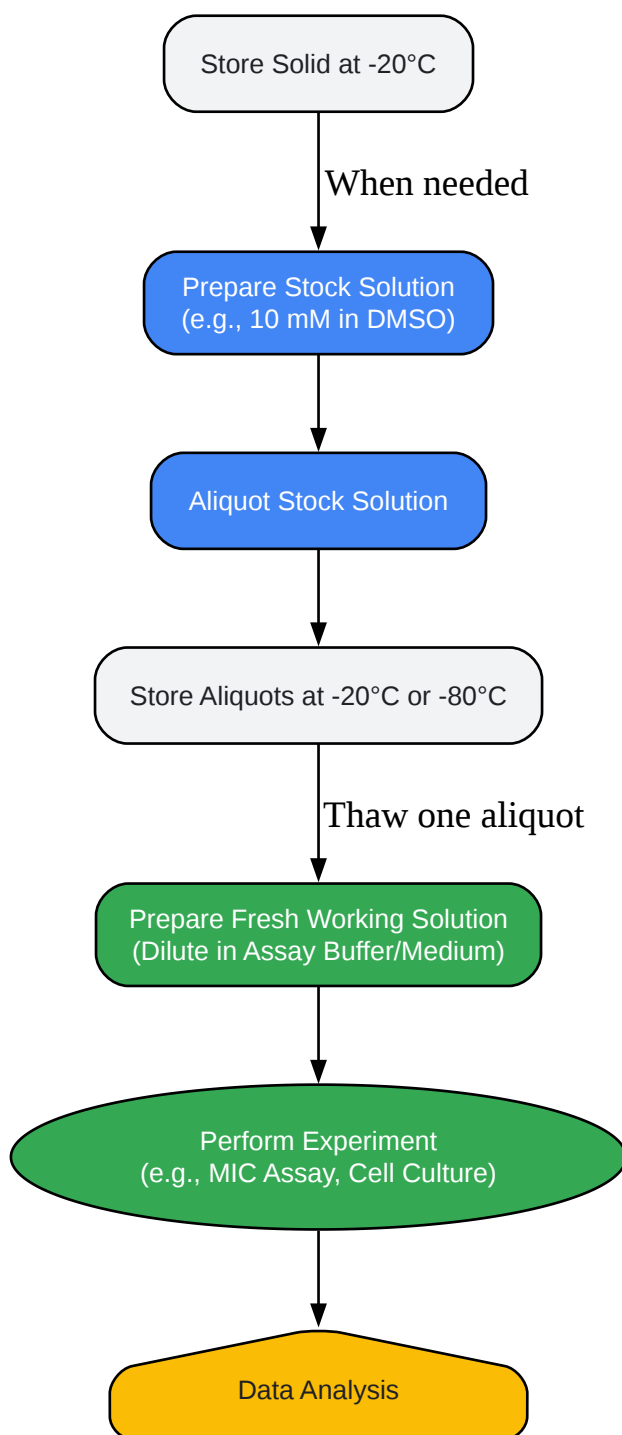 Store Solid at -20°C
When needed
Prepare Stock Solution
(e.g., 10 mM in DMSO)
Aliquot Stock Solution
Store Aliquots at -20°C or -80°C
Thaw one aliquot
Prepare Fresh Working Solution
(Dilute in Assay Buffer/Medium)
Perform Experiment
(e.g., MIC Assay, Cell Culture)
Data Analysis